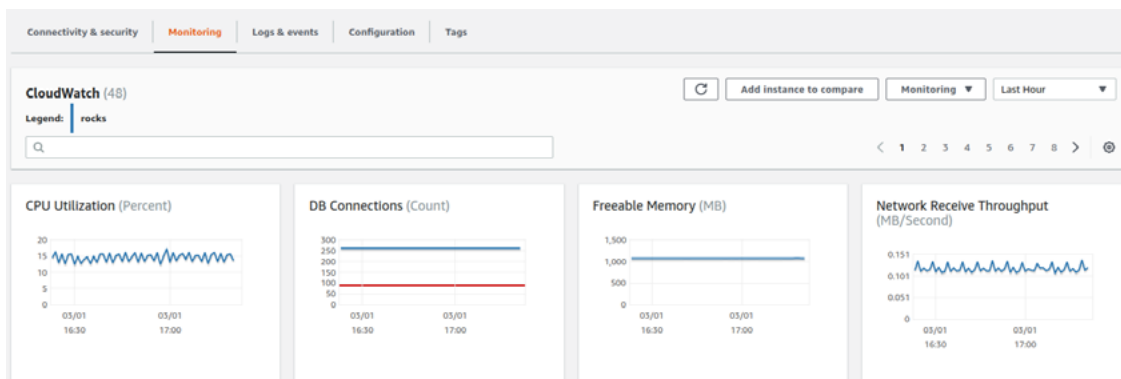 Connectivity & security Monitoring Logs & events Configuration Tags
CloudWatch (48)
Add instance to compare Monitoring ▼ Last Hour ▼
Legend: rocks
1 2 3 4 5 6 7 8
CPU Utilization (Percent)
20
15
10
5
0
03/01 03/01
16:30 17:00
DB Connections (Count)
300
250
200
150
100
50
0
03/01 03/01
16:30 17:00
Freeable Memory (MB)
1,500
1,000
500
0
03/01 03/01
16:30 17:00
Network Receive Throughput
(MB/Second)
0.151
0.101
0.051
0
03/01 03/01
16:30 17:00